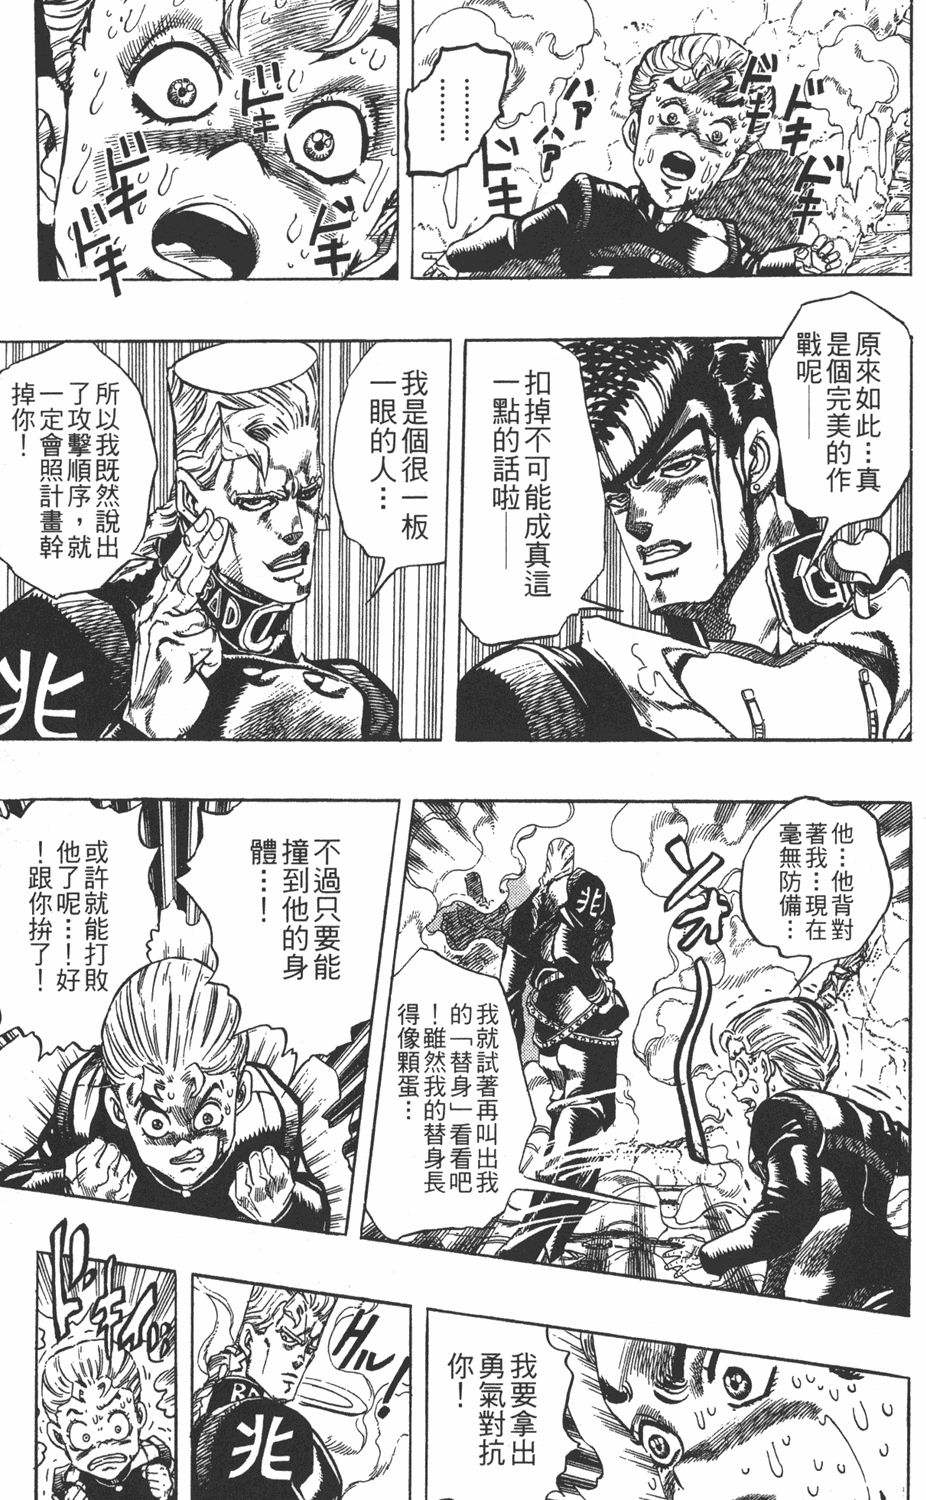 …………
…………
ハァ
ハァ
ドキ
ドキ
ドキ
ドキ
ドキ
ドキ
ドキ
原來如此…真
是個完美的作
戰呢——
扣掉不可能成真這
一點的話啦——
我是個很一板
一眼的人…
所以我既然說出
了攻擊順序，就
一定會照計畫幹
掉你！
兆
他…他背對
著我…現在
毫無防備…
兆
我就試著再叫出我
的「替身」看看吧
！雖然我的替身長
得像顆蛋…
不過只要能
撞到他的身
體…！
或許就能打敗
他了呢…！好
！跟你拚了！
我要拿出
勇氣對抗
你！
兆
ドキィ